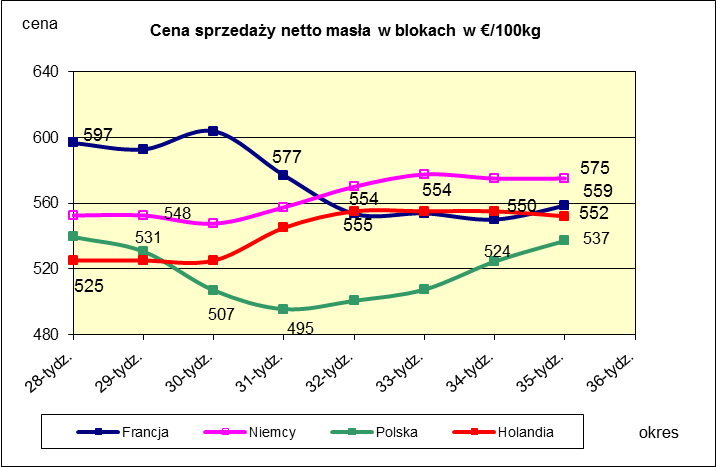 cena
Cena sprzedaży netto masła w blokach w €/100kg
640
600
560
520
480
597
577
548
531
525
507
495
554
555
554
550
524
575
559
552
537
28-tydz.
29-tydz.
30-tydz.
31-tydz.
32-tydz.
33-tydz.
34-tydz.
35-tydz.
36-tydz.
Francja Niemcy Polska Holandia
okres